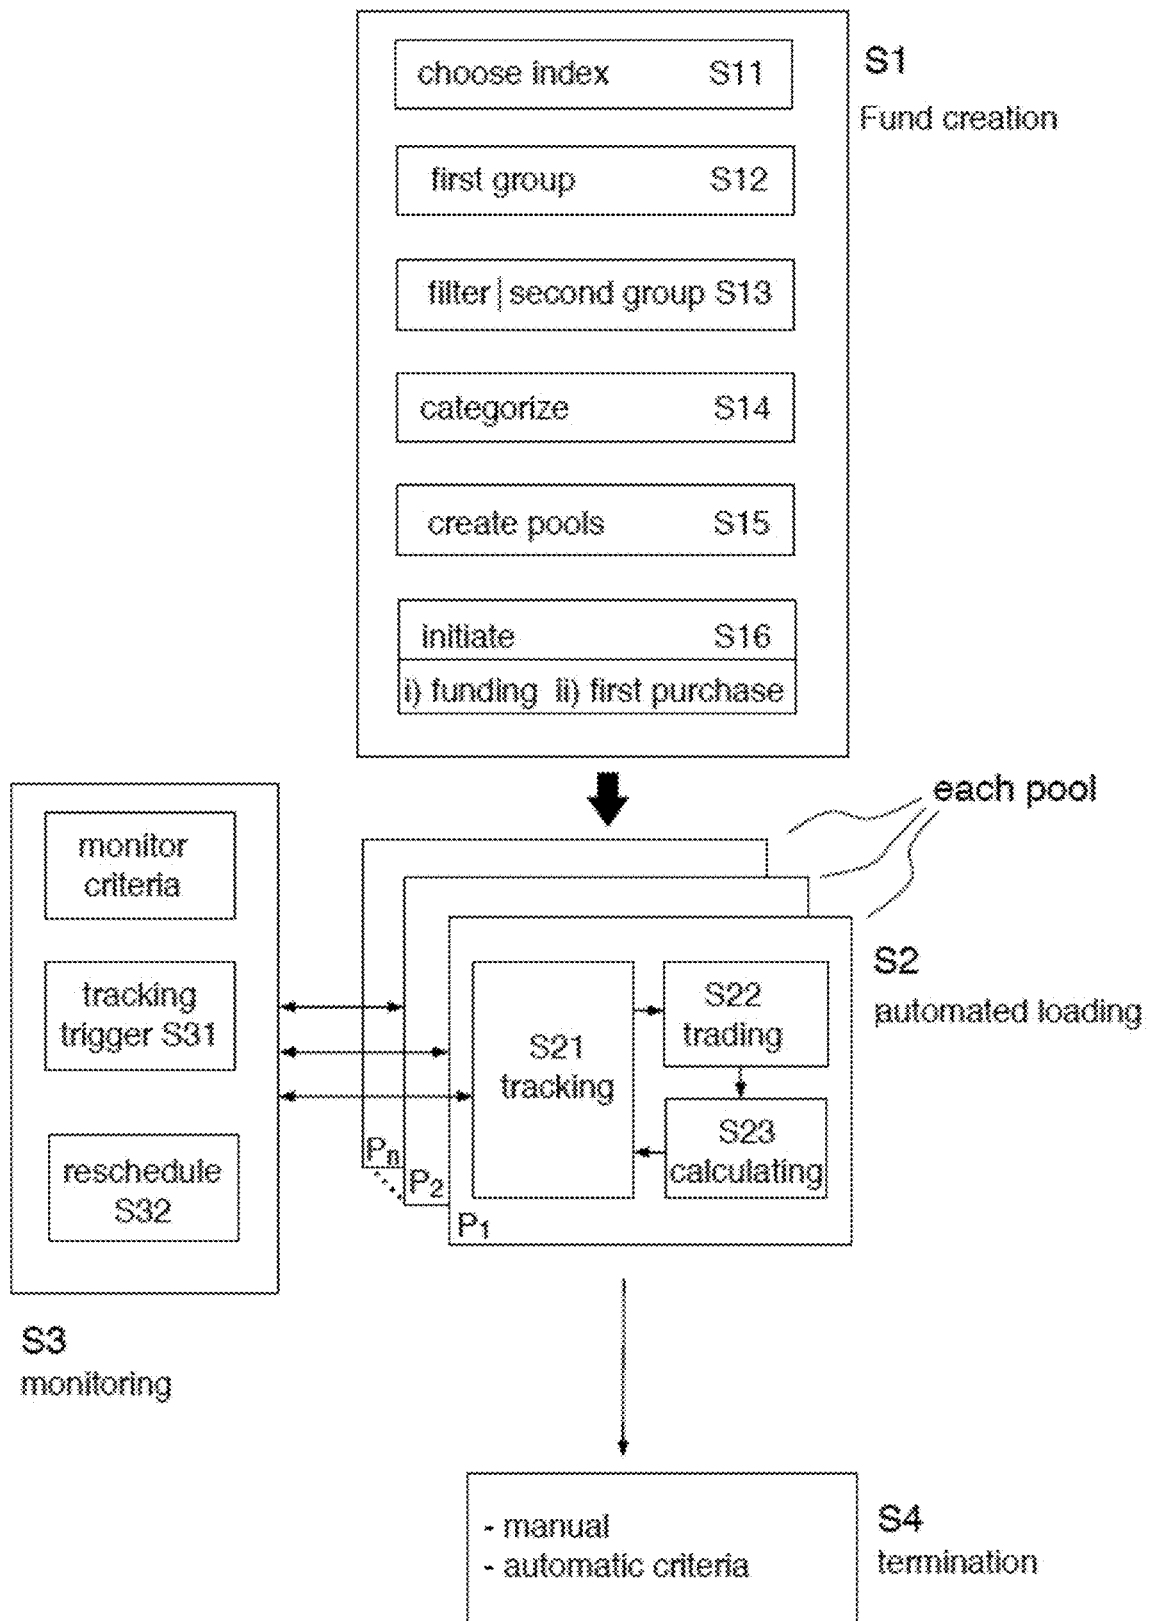 choose index S11
S1
Fund creation
first group S12
filter | second group S13
categorize S14
create pools S15
initiate S16
i) funding ii) first purchase
each pool
monitor
criteria
tracking
trigger S31
reschedule
S32
S3
monitoring
S2
automated loading
S21
tracking
S22
trading
S23
calculating
Pn
P2
P1
- manual
- automatic criteria
S4
termination